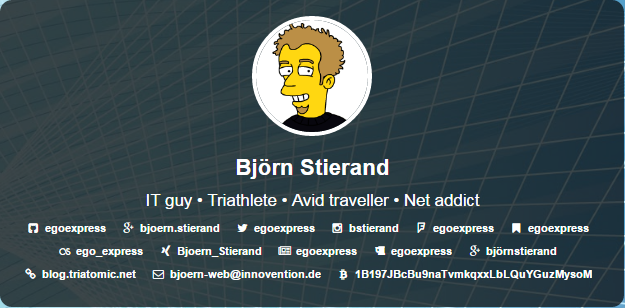 Björn Stierand
IT guy • Triathlete • Avid traveller • Net addict
egoexpress bjoern.stierand egoexpress bstierand egoexpress egoexpress
ego_express Bjoern_Stierand egoexpress egoexpress björnstierand
blog.triatomic.net bjoern-web@innovention.de 1B197JBcBu9naTvmkqxxLbLQuYGuzMysoM